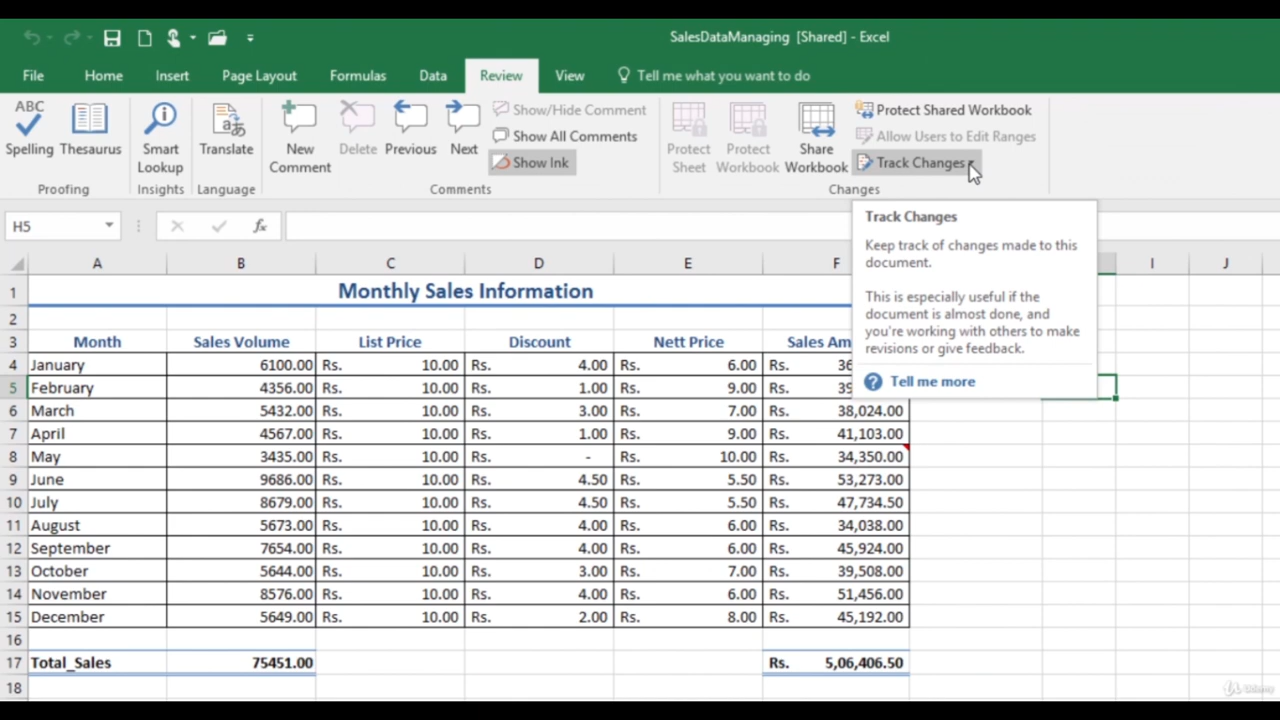 SalesDataManaging [Shared] - Excel
File Home Insert Page Layout Formulas Data Review View Tell me what you want to do
ABC
Spelling Thesaurus Smart Lookup Translate New Comment Delete Previous Next
Show/Hide Comment
Show All Comments
Show Ink
Protect Sheet Protect Workbook Share Workbook
Protect Shared Workbook
Allow Users to Edit Ranges
Track Changes
Proofing Insights Language Comments Changes
H5 fx
Track Changes
Keep track of changes made to this
document.
This is especially useful if the
document is almost done, and
you're working with others to make
revisions or give feedback.
? Tell me more
A B C D E F I J
1 Monthly Sales Information
2
3 Month Sales Volume List Price Discount Nett Price Sales Am
4 January 6100.00 Rs. 10.00 Rs. 4.00 Rs. 6.00 Rs. 36
5 February 4356.00 Rs. 10.00 Rs. 1.00 Rs. 9.00 Rs. 39
6 March 5432.00 Rs. 10.00 Rs. 3.00 Rs. 7.00 Rs. 38,024.00
7 April 4567.00 Rs. 10.00 Rs. 1.00 Rs. 9.00 Rs. 41,103.00
8 May 3435.00 Rs. 10.00 Rs. - Rs. 10.00 Rs. 34,350.00
9 June 9686.00 Rs. 10.00 Rs. 4.50 Rs. 5.50 Rs. 53,273.00
10 July 8679.00 Rs. 10.00 Rs. 4.50 Rs. 5.50 Rs. 47,734.50
11 August 5673.00 Rs. 10.00 Rs. 4.00 Rs. 6.00 Rs. 34,038.00
12 September 7654.00 Rs. 10.00 Rs. 4.00 Rs. 6.00 Rs. 45,924.00
13 October 5644.00 Rs. 10.00 Rs. 3.00 Rs. 7.00 Rs. 39,508.00
14 November 8576.00 Rs. 10.00 Rs. 4.00 Rs. 6.00 Rs. 51,456.00
15 December 5649.00 Rs. 10.00 Rs. 2.00 Rs. 8.00 Rs. 45,192.00
16
17 Total_Sales 75451.00 Rs. 5,06,406.50
18
Udemy